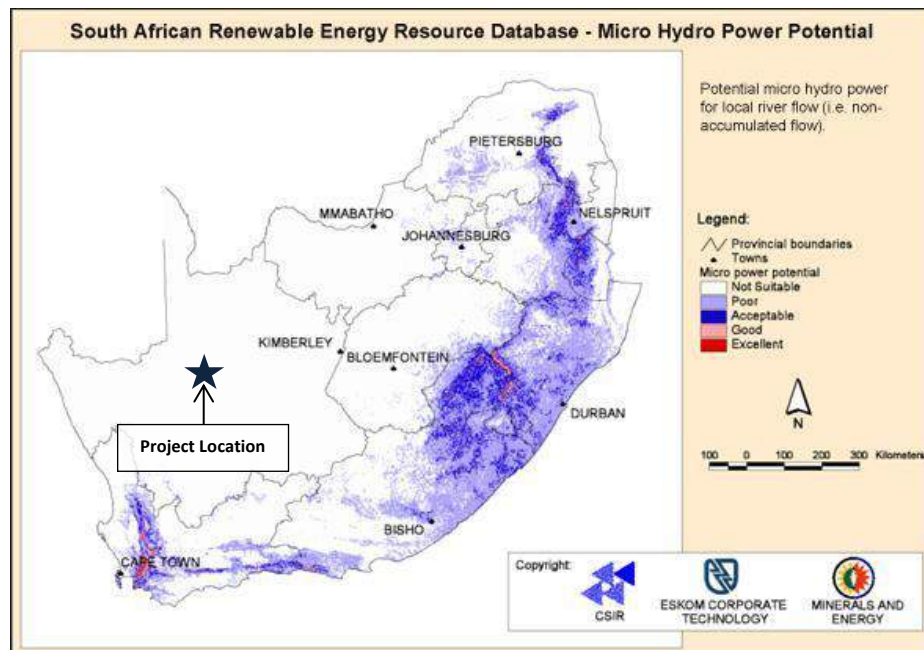 South African Renewable Energy Resource Database - Micro Hydro Power Potential
Potential micro hydro power
for local river flow (i.e. non-
accumulated flow).
PIETERSBURG
MMABATHO
NELSPRUIT
JOHANNESBURG
KIMBERLEY
BLOEMFONTEIN
DURBAN
Project Location
BISHO
CAPE TOWN
Legend:
Provincial boundaries
Towns
Micro power potential
Not Suitable
Poor
Acceptable
Good
Excellent
N
100 0 100 200 300 Kilometers
Copyright:
CSIR
ESKOM CORPORATE
TECHNOLOGY
MINERALS AND
ENERGY